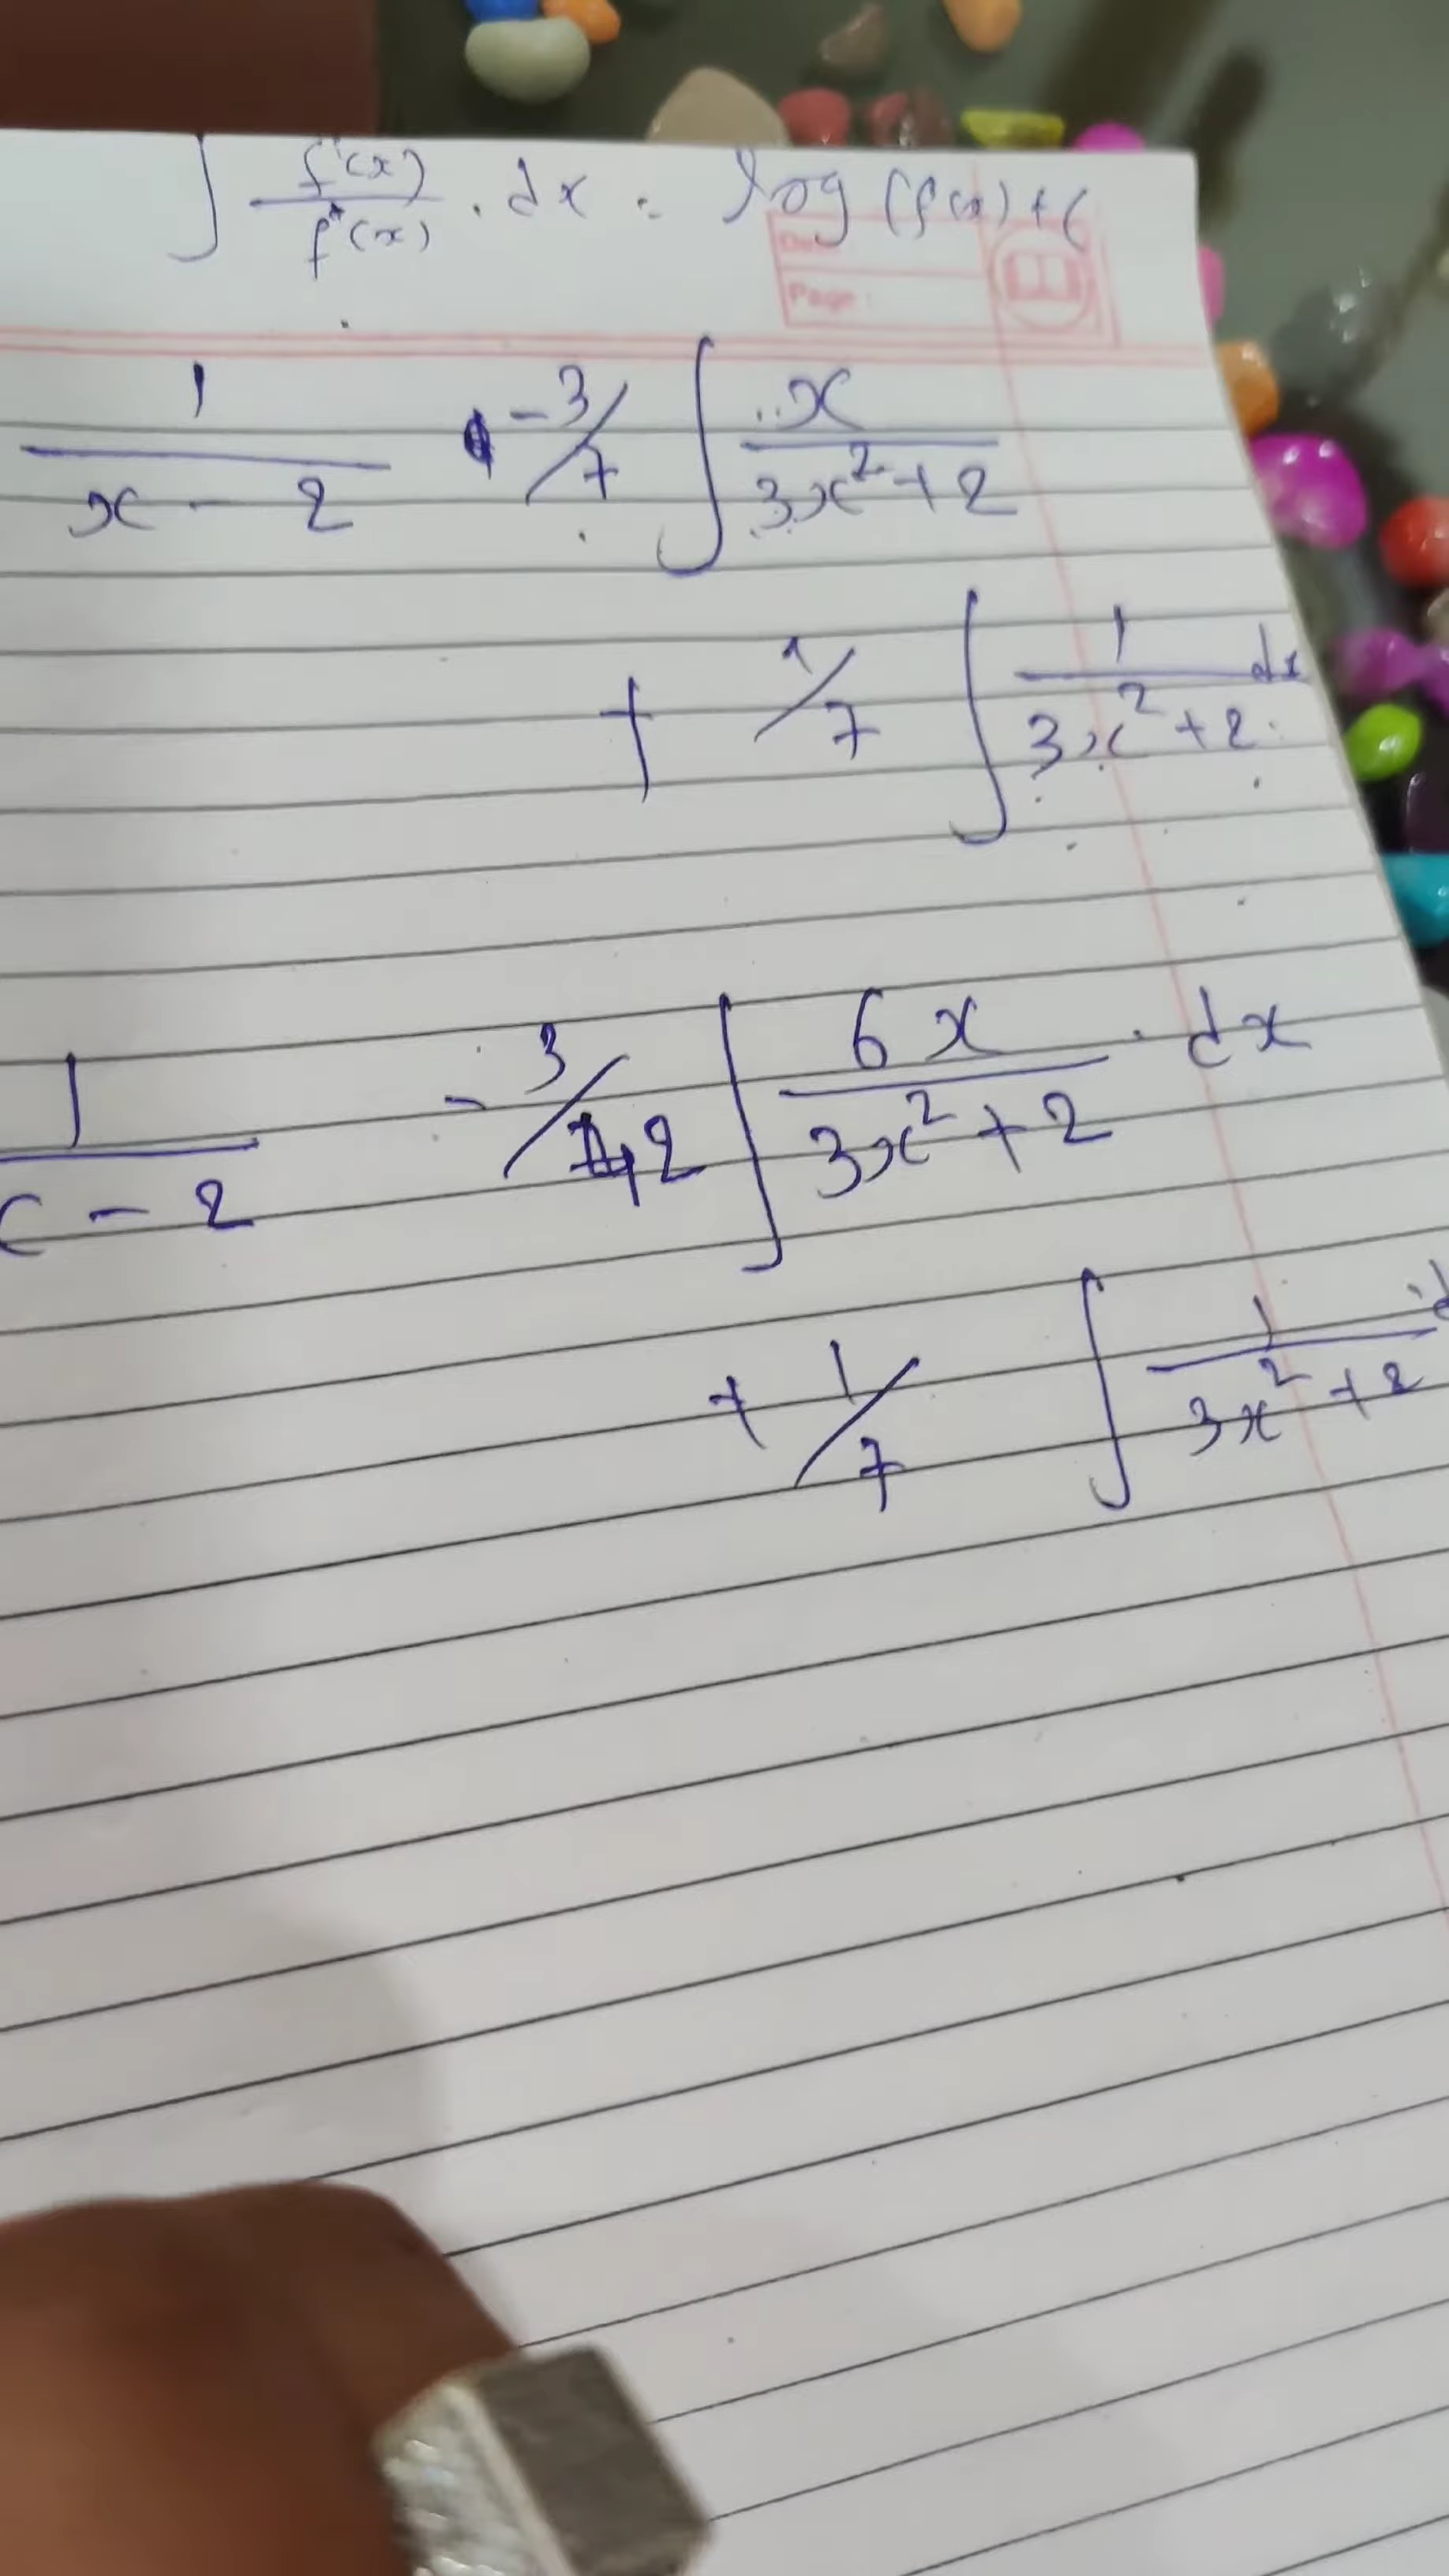 ∫ f'(x)/f(x) . dx = log (f(x)) + C
Page :
1/(x - 2) - 3/7 ∫ x/(3x² + 2)
+ 1/7 ∫ 1/(3x² + 2) dx
1/(x - 2) - 3/42 ∫ 6x/(3x² + 2) . dx
+ 1/7 ∫ 1/(3x² + 2)